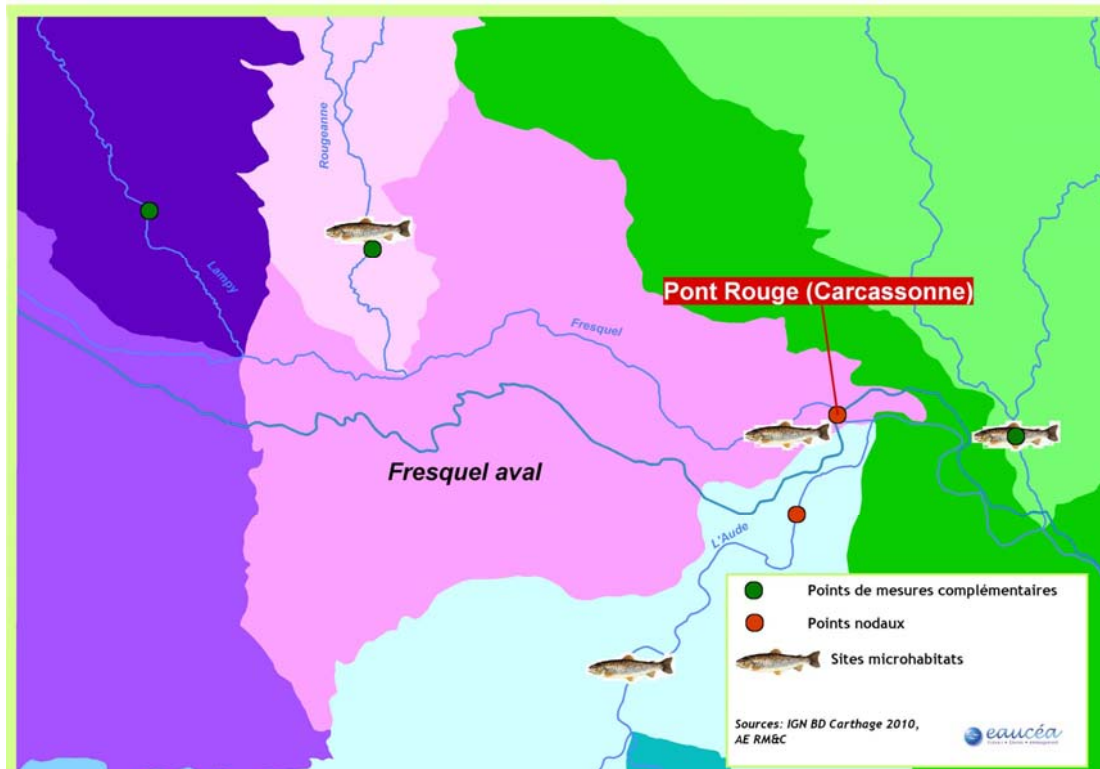 Rougeanne
Lampy
Pont Rouge (Carcassonne)
Fresquel
Fresquel aval
L'Aude
Points de mesures complémentaires
Points nodaux
Sites microhabitats
Sources: IGN BD Carthage 2010,
AE RM&C
eaucéa